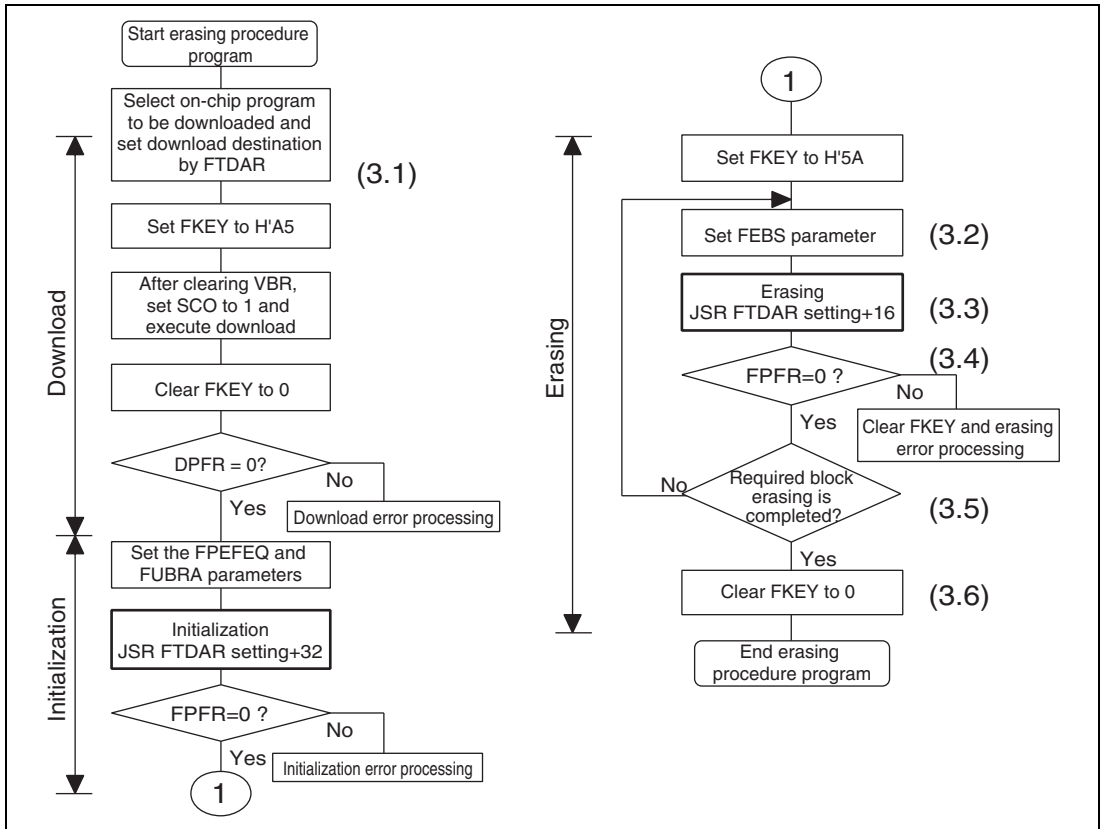 Start erasing procedure
program
Select on-chip program
to be downloaded and
set download destination
by FTDAR
(3.1)
Set FKEY to H'A5
After clearing VBR,
set SCO to 1 and
execute download
Clear FKEY to 0
DPFR = 0?
No
Yes
Download error processing
Download
Set the FPEFEQ and
FUBRA parameters
Initialization
JSR FTDAR setting+32
FPFR=0 ?
No
Yes
Initialization error processing
Initialization
1
1
Set FKEY to H'5A
Set FEBS parameter
(3.2)
Erasing
JSR FTDAR setting+16
(3.3)
(3.4)
FPFR=0 ?
No
Yes
Clear FKEY and erasing
error processing
Required block
erasing is
completed?
No
(3.5)
Yes
Clear FKEY to 0
(3.6)
Erasing
End erasing
procedure program